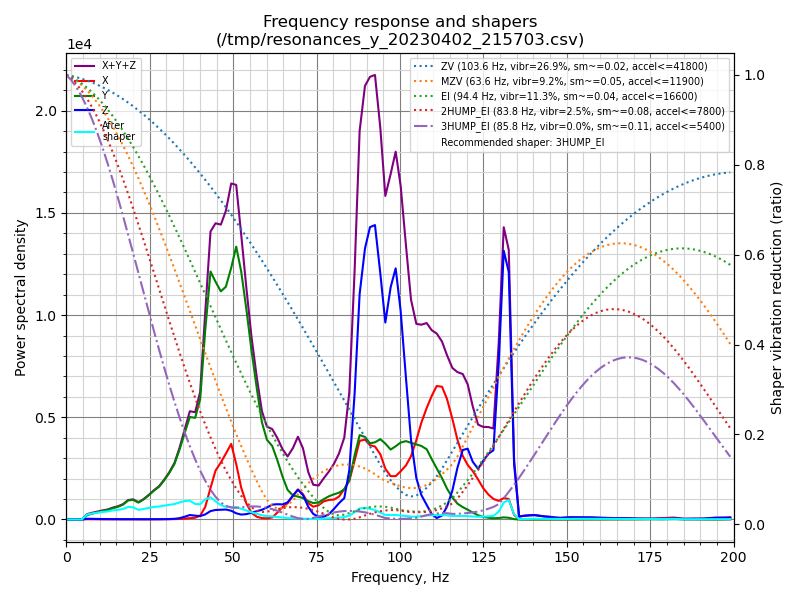 Frequency response and shapers
(/tmp/resonances_y_20230402_215703.csv)
1e4
X+Y+Z
X
Y
Z
After
shaper
ZV (103.6 Hz, vibr=26.9%, sm~=0.02, accel<=41800)
MZV (63.6 Hz, vibr=9.2%, sm~=0.05, accel<=11900)
EI (94.4 Hz, vibr=11.3%, sm~=0.04, accel<=16600)
2HUMP_EI (83.8 Hz, vibr=2.5%, sm~=0.08, accel<=7800)
3HUMP_EI (85.8 Hz, vibr=0.0%, sm~=0.11, accel<=5400)
Recommended shaper: 3HUMP_EI
Power spectral density
2.0
1.5
1.0
0.5
0.0
1.0
0.8
0.6
0.4
0.2
0.0
Shaper vibration reduction (ratio)
0 25 50 75 100 125 150 175 200
Frequency, Hz